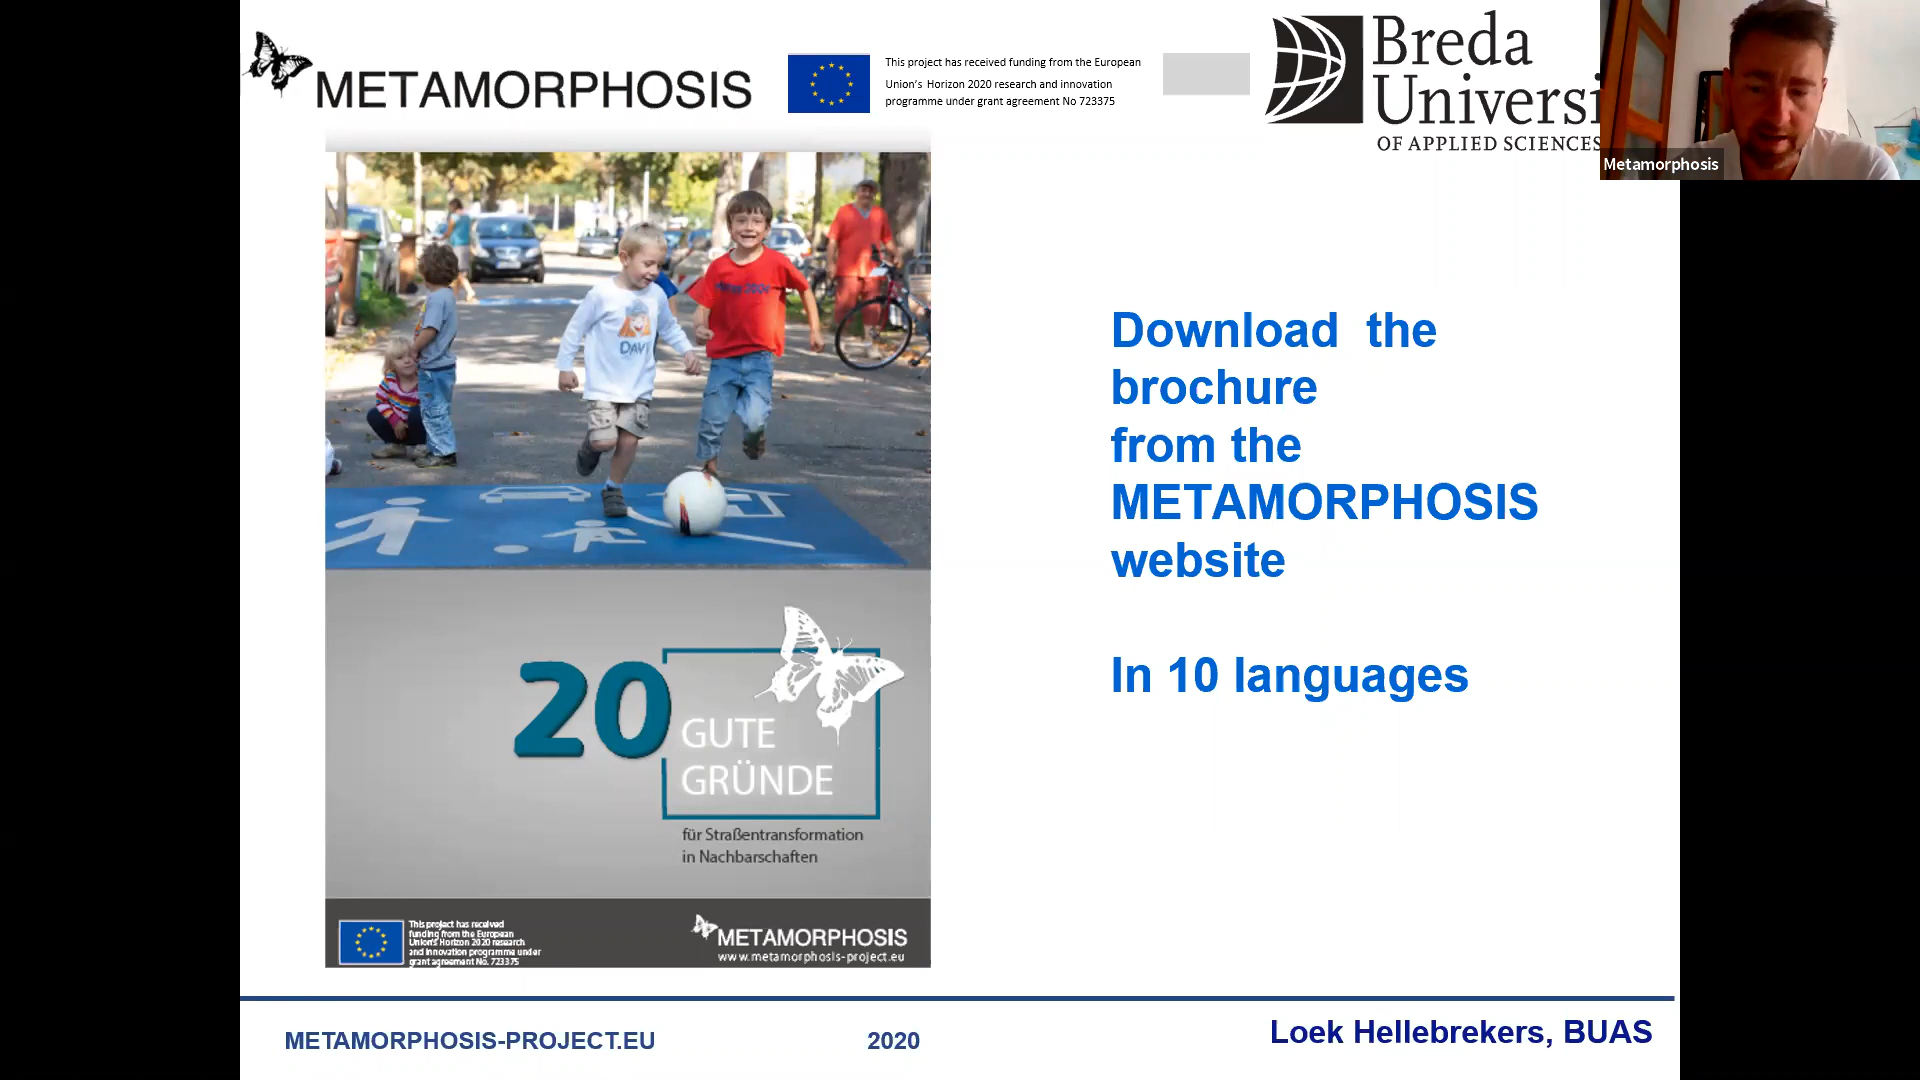 METAMORPHOSIS
This project has received funding from the European
Union's Horizon 2020 research and innovation
programme under grant agreement No 723375
Breda
Universi
OF APPLIED SCIENCES
Metamorphosis
DAVI
Download the
brochure
from the
METAMORPHOSIS
website
In 10 languages
20
GUTE
GRÜNDE
für Straßentransformation
in Nachbarschaften
This project has received
funding from the European
Union's Horizon 2020 research
and innovation programme under
grant agreement No. 723375
METAMORPHOSIS
www.metamorphosis-project.eu
METAMORPHOSIS-PROJECT.EU
2020
Loek Hellebrekers, BUAS